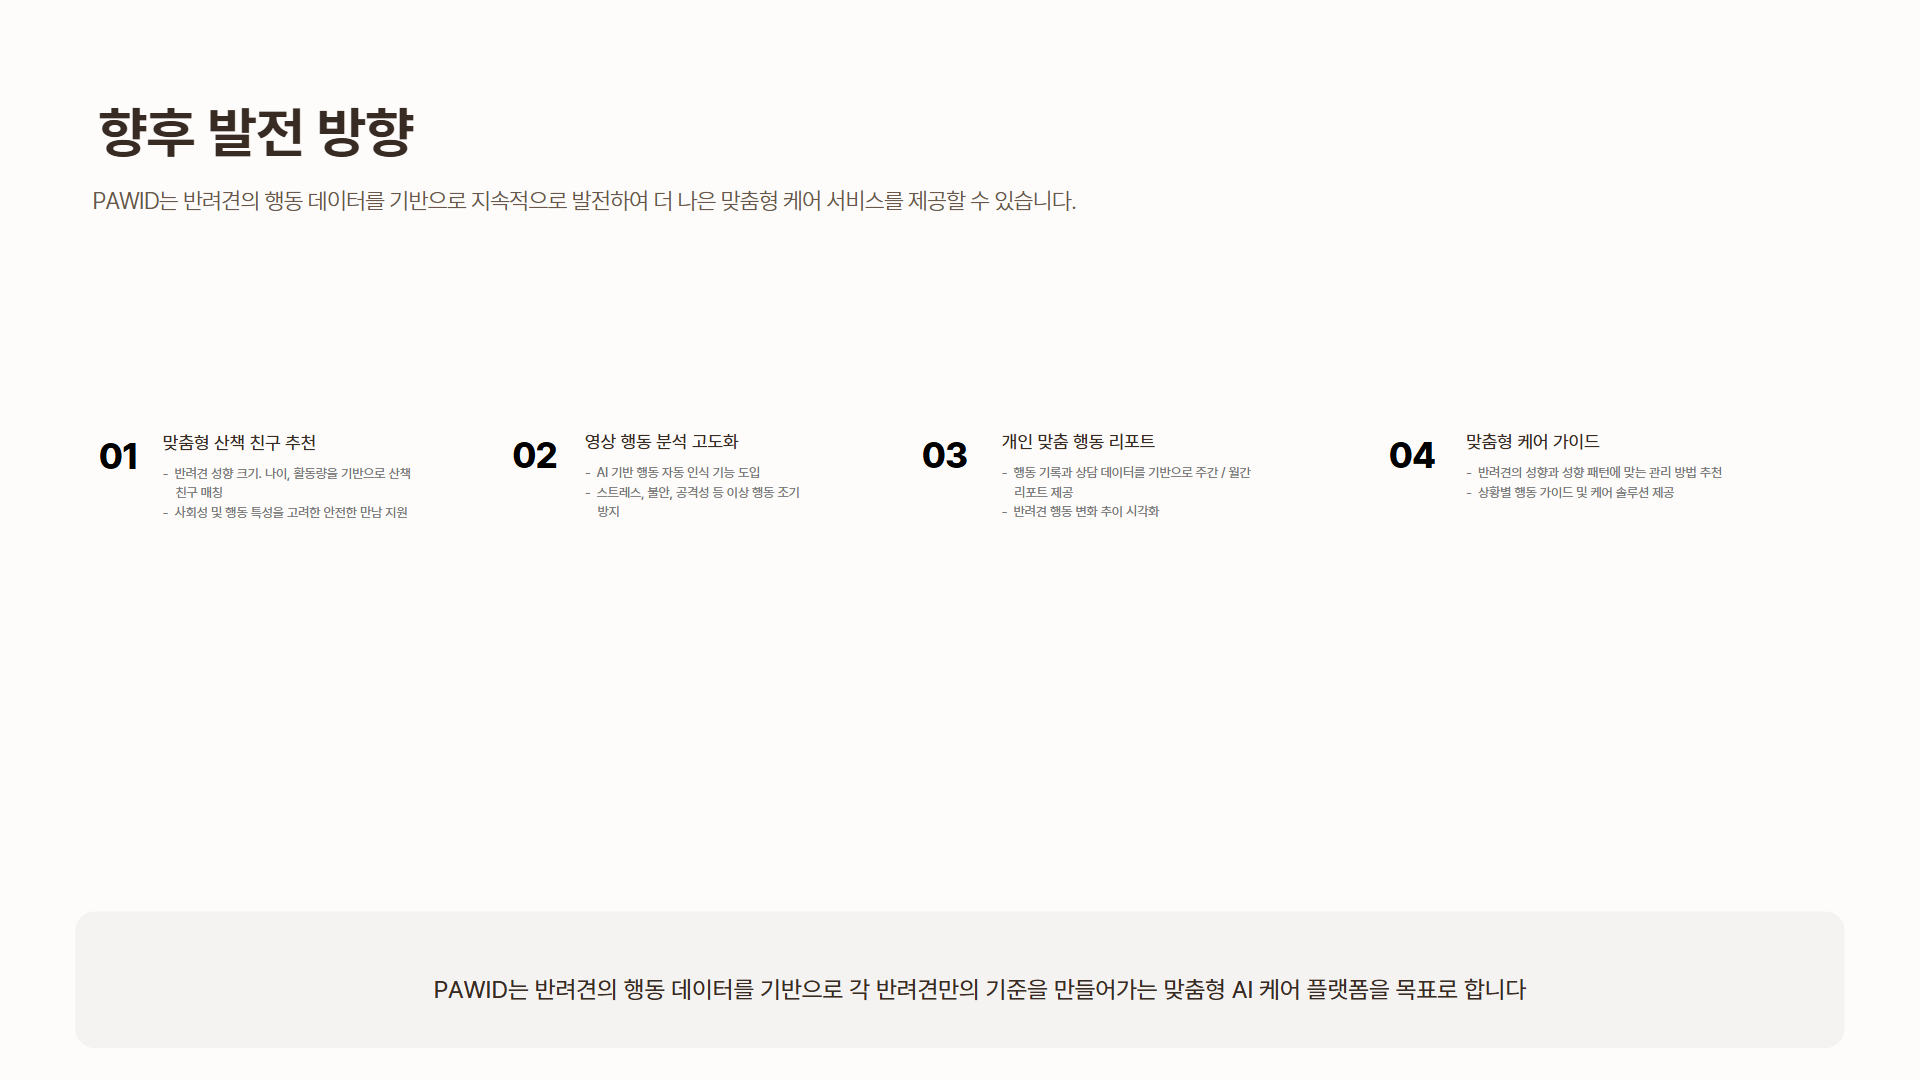 향후 발전 방향
PAWID는 반려견의 행동 데이터를 기반으로 지속적으로 발전하여 더 나은 맞춤형 케어 서비스를 제공할 수 있습니다.
01
맞춤형 산책 친구 추천
- 반려견 성향 크기. 나이, 활동량을 기반으로 산책
친구 매칭
- 사회성 및 행동 특성을 고려한 안전한 만남 지원
02
영상 행동 분석 고도화
- AI 기반 행동 자동 인식 기능 도입
- 스트레스, 불안, 공격성 등 이상 행동 조기
방지
03
개인 맞춤 행동 리포트
- 행동 기록과 상담 데이터를 기반으로 주간 / 월간
리포트 제공
- 반려견 행동 변화 추이 시각화
04
맞춤형 케어 가이드
- 반려견의 성향과 성향 패턴에 맞는 관리 방법 추천
- 상황별 행동 가이드 및 케어 솔루션 제공
PAWID는 반려견의 행동 데이터를 기반으로 각 반려견만의 기준을 만들어가는 맞춤형 AI 케어 플랫폼을 목표로 합니다